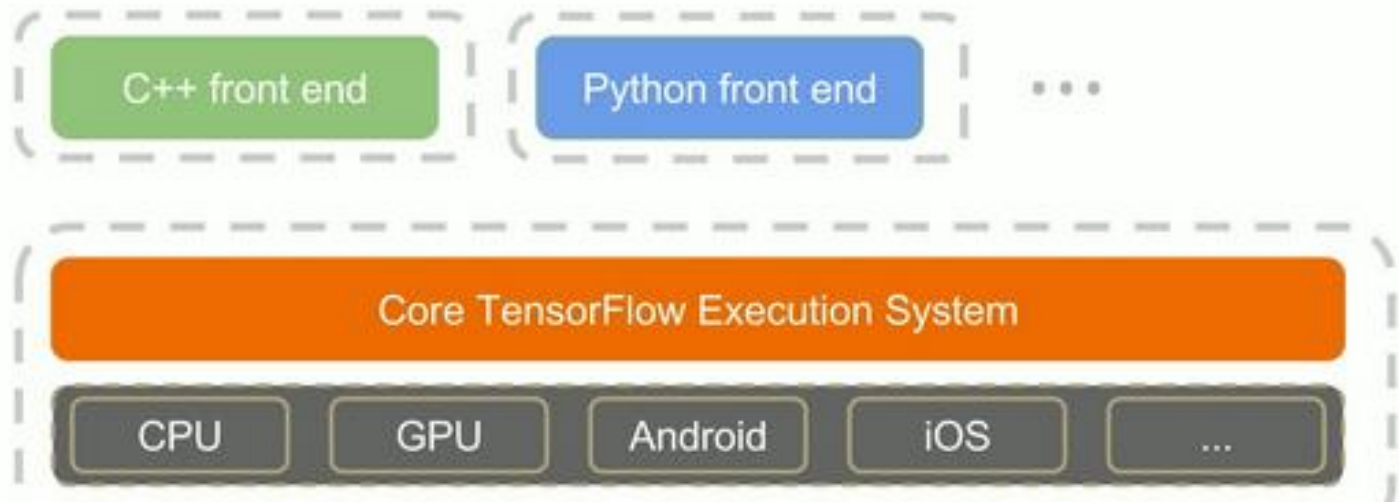 C++ front end
Python front end
...
Core TensorFlow Execution System
CPU
GPU
Android
iOS
...